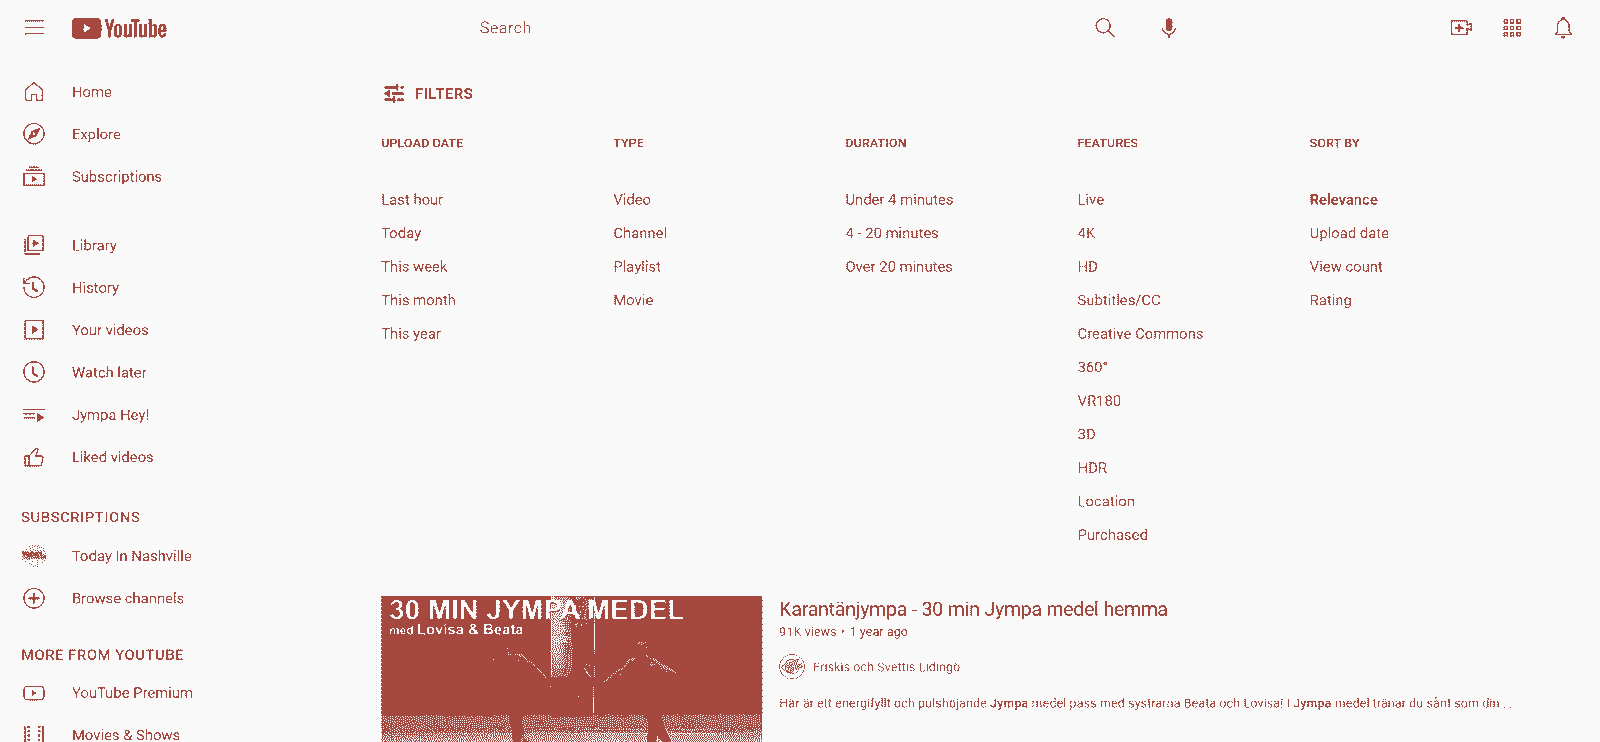 YouTube
Search
Home
Explore
Subscriptions
Library
History
Your videos
Watch later
Jympa Hey!
Liked videos
SUBSCRIPTIONS
Today In Nashville
Browse channels
MORE FROM YOUTUBE
YouTube Premium
Movies & Shows
FILTERS
UPLOAD DATE
Last hour
Today
This week
This month
This year
TYPE
Video
Channel
Playlist
Movie
DURATION
Under 4 minutes
4 - 20 minutes
Over 20 minutes
FEATURES
Live
4K
HD
Subtitles/CC
Creative Commons
360°
VR180
3D
HDR
Location
Purchased
SORT BY
Relevance
Upload date
View count
Rating
30 MIN JYMPA MEDEL
med Lovisa & Beata
Karantänjympa - 30 min Jympa medel hemma
91K views • 1 year ago
Friskis och Svettis Lidingö
Här är ett energifyllt och pulshöjande Jympa medel pass med systrarna Beata och Lovisa! I Jympa medel tränar du sånt som din ...